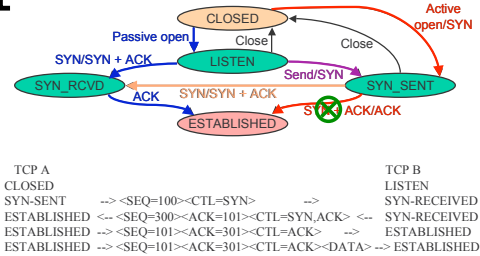 CLOSED
Active
open/SYN
Passive open
Close
Close
SYN/SYN + ACK
LISTEN
Send/SYN
SYN_RCVD
SYN/SYN + ACK
SYN_SENT
ACK
SYN + ACK/ACK
ESTABLISHED
TCP A TCP B
CLOSED LISTEN
SYN-SENT --> <SEQ=100><CTL=SYN> --> SYN-RECEIVED
ESTABLISHED <-- <SEQ=300><ACK=101><CTL=SYN,ACK> <-- SYN-RECEIVED
ESTABLISHED --> <SEQ=101><ACK=301><CTL=ACK> --> ESTABLISHED
ESTABLISHED --> <SEQ=101><ACK=301><CTL=ACK><DATA> --> ESTABLISHED